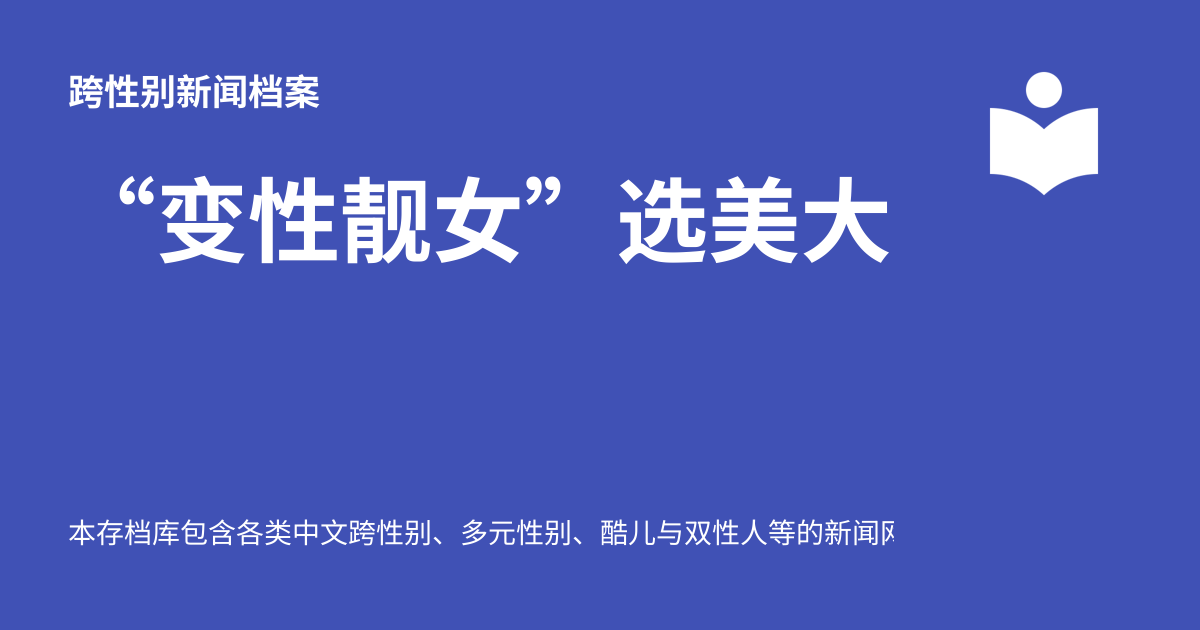 跨性别新闻档案
“变性靓女”选美大
本存档库包含各类中文跨性别、多元性别、酷儿与双性人等的新闻